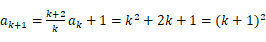 a_{k+1} = \frac{k+2}{k} a_k + 1 = k^2 + 2k + 1 = (k+1)^2